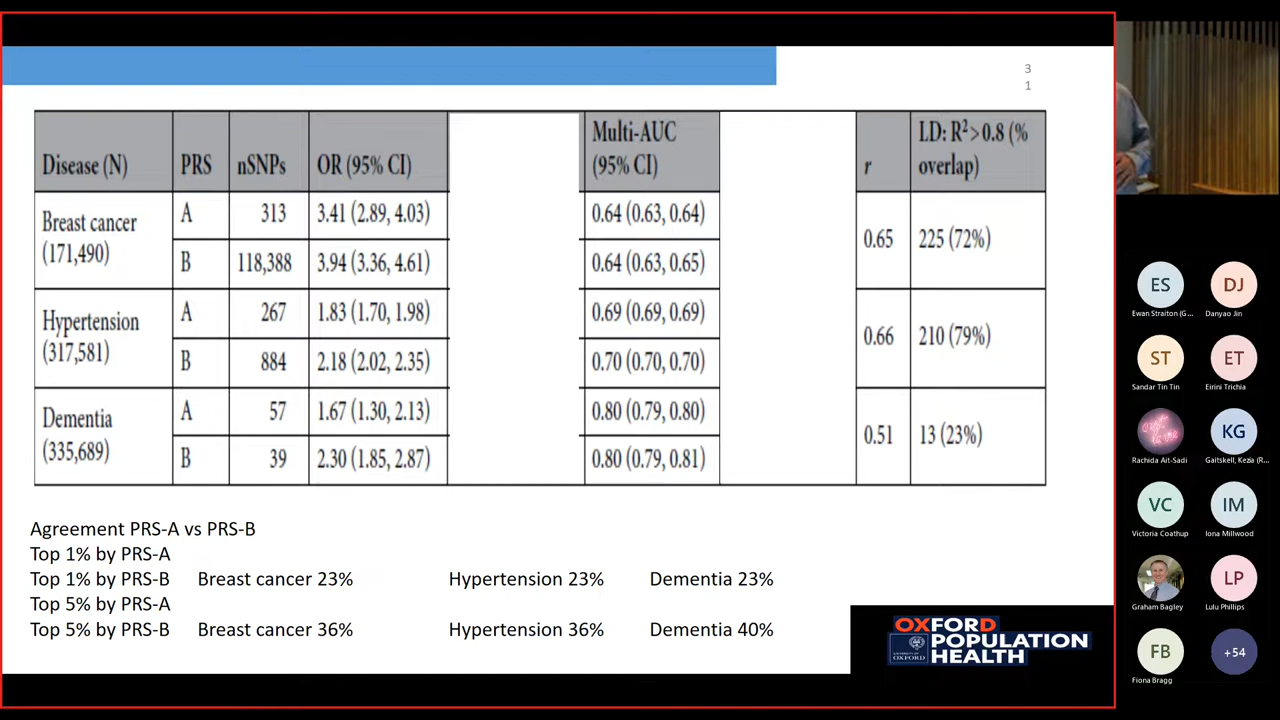 3
1
Disease (N) PRS nSNPs OR (95% CI) Multi-AUC (95% CI) r LD: R²>0.8 (% overlap)
Breast cancer (171,490) A 313 3.41 (2.89, 4.03) 0.64 (0.63, 0.64) 0.65 225 (72%)
B 118,388 3.94 (3.36, 4.61) 0.64 (0.63, 0.65)
Hypertension (317,581) A 267 1.83 (1.70, 1.98) 0.69 (0.69, 0.69) 0.66 210 (79%)
B 884 2.18 (2.02, 2.35) 0.70 (0.70, 0.70)
Dementia (335,689) A 57 1.67 (1.30, 2.13) 0.80 (0.79, 0.80) 0.51 13 (23%)
B 39 2.30 (1.85, 2.87) 0.80 (0.79, 0.81)
Agreement PRS-A vs PRS-B
Top 1% by PRS-A
Top 1% by PRS-B Breast cancer 23% Hypertension 23% Dementia 23%
Top 5% by PRS-A
Top 5% by PRS-B Breast cancer 36% Hypertension 36% Dementia 40%
OXFORD
POPULATION
HEALTH
UNIVERSITY OF
OXFORD
ES DJ
Ewan Straiton (G... Danyao Jin
ST ET
Sandar Tin Tin Eirini Trichia
KG
Rachida Ait-Sadi Gaitskell, Kezia (R...
VC IM
Victoria Coathup Iona Millwood
LP
Graham Bagley Lulu Phillips
FB +54
Fiona Bragg